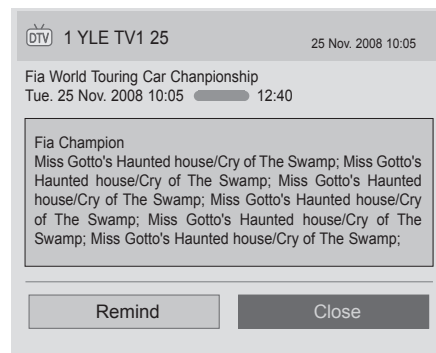 DTV 1 YLE TV1 25
25 Nov. 2008 10:05
Fia World Touring Car Chanpionship
Tue. 25 Nov. 2008 10:05 12:40
Fia Champion
Miss Gotto's Haunted house/Cry of The Swamp; Miss Gotto's
Haunted house/Cry of The Swamp; Miss Gotto's Haunted
house/Cry of The Swamp; Miss Gotto's Haunted house/Cry
of The Swamp; Miss Gotto's Haunted house/Cry of The
Swamp; Miss Gotto's Haunted house/Cry of The Swamp;
Remind
Close